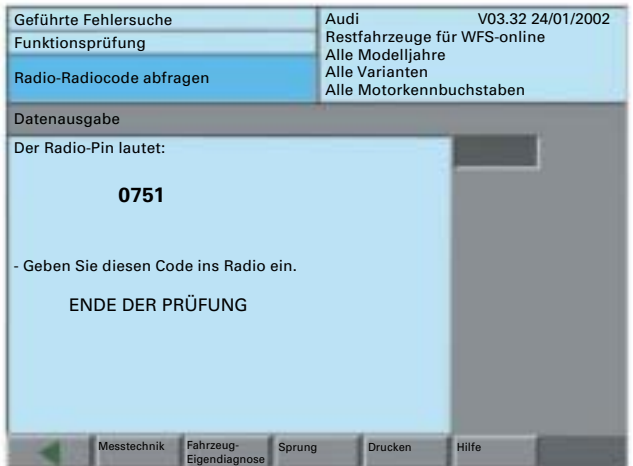 Geführte Fehlersuche
Funktionsprüfung
Radio-Radiocode abfragen
Audi V03.32 24/01/2002
Restfahrzeuge für WFS-online
Alle Modelljahre
Alle Varianten
Alle Motorkennbuchstaben
Datenausgabe
Der Radio-Pin lautet:
0751
- Geben Sie diesen Code ins Radio ein.
ENDE DER PRÜFUNG
Messtechnik
Fahrzeug-
Eigendiagnose
Sprung
Drucken
Hilfe